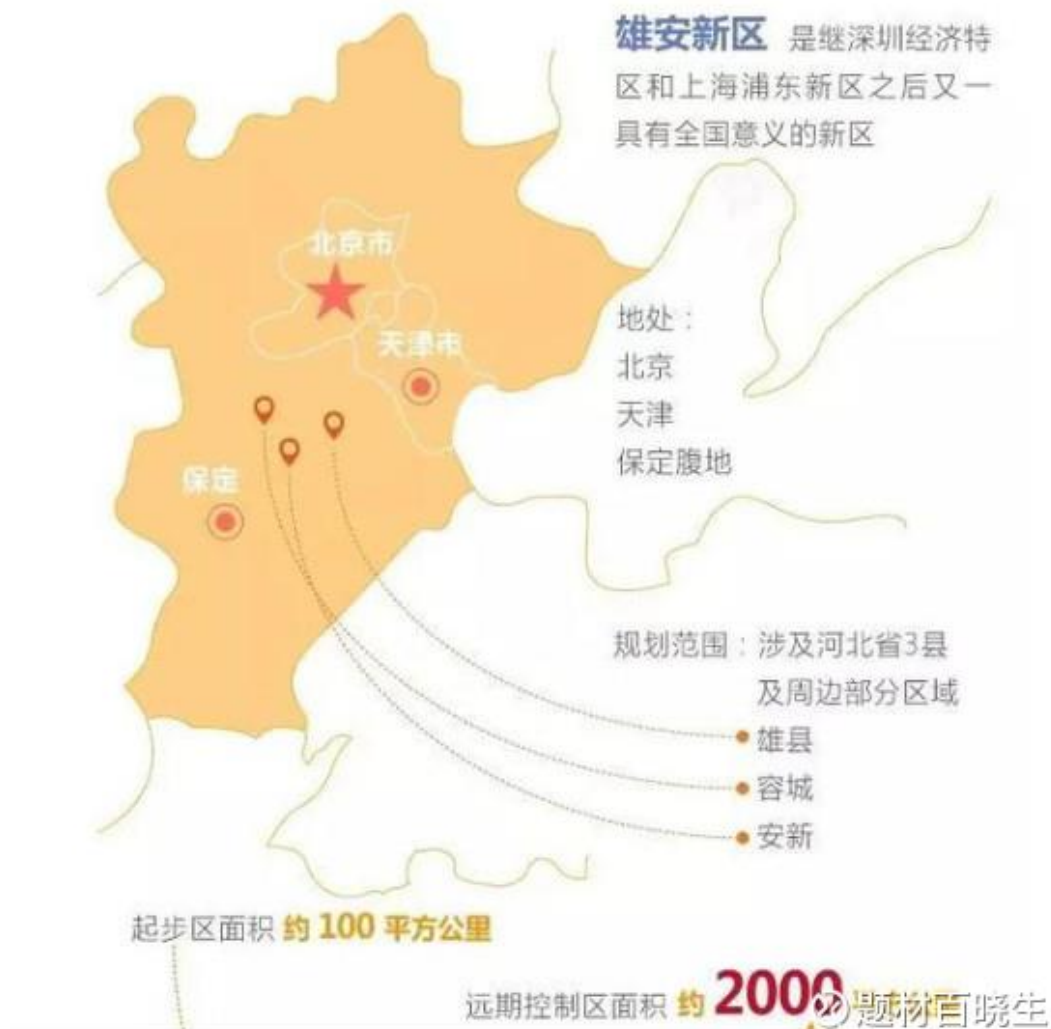 雄安新区 是继深圳经济特
区和上海浦东新区之后又一
具有全国意义的新区
北京市
地处：
天津市
北京
天津
保定腹地
保定
规划范围：涉及河北省3县
及周边部分区域
雄县
容城
安新
起步区面积 约 100 平方公里
远期控制区面积 约 2000
题材百晓生